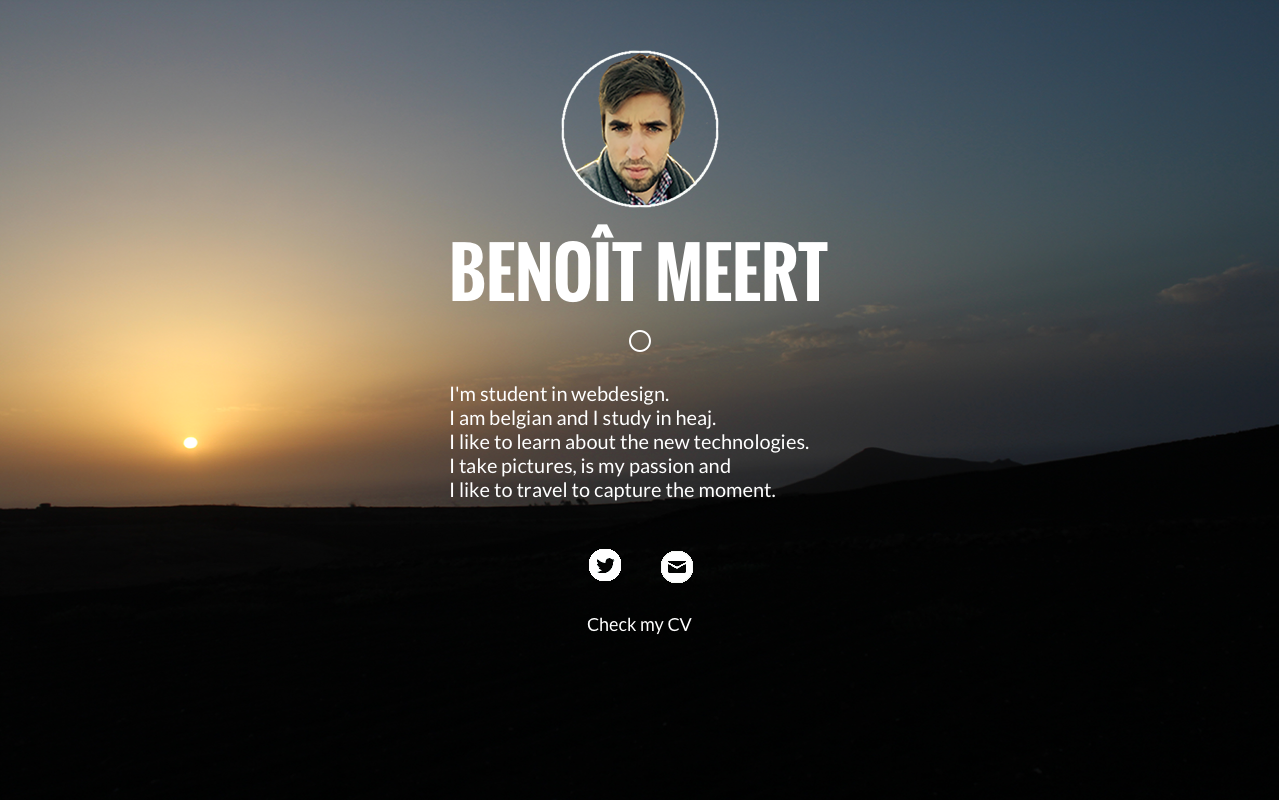 BENOÎT MEERT
I'm student in webdesign.
I am belgian and I study in heaj.
I like to learn about the new technologies.
I take pictures, is my passion and
I like to travel to capture the moment.
Check my CV